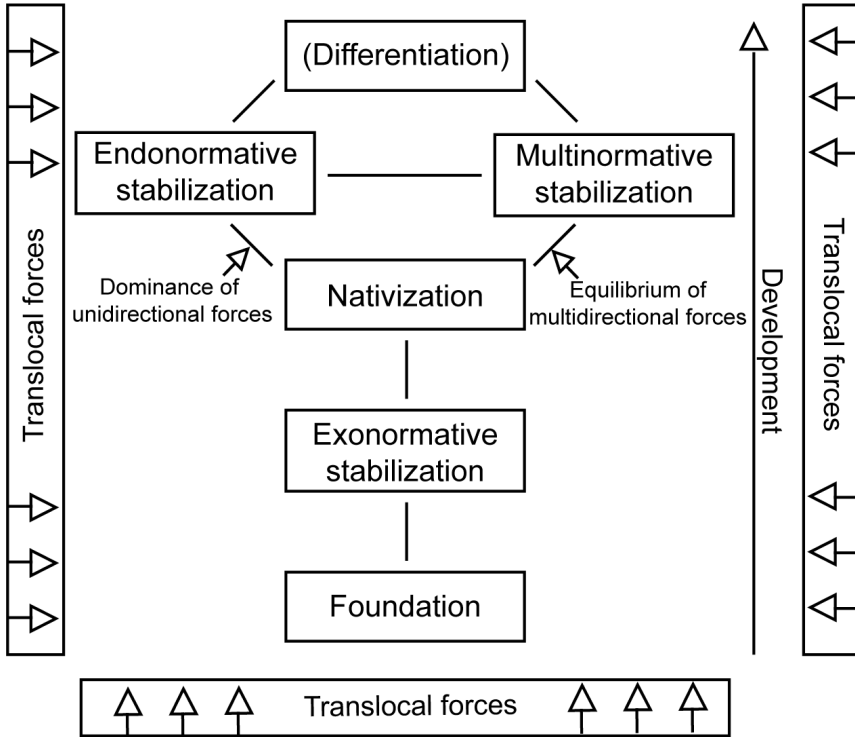 (Differentiation)
Endonormative
stabilization
Multinormative
stabilization
Dominance of
unidirectional forces
Nativization
Equilibrium of
multidirectional forces
Exonormative
stabilization
Foundation
Translocal forces
Development
Translocal forces
Translocal forces